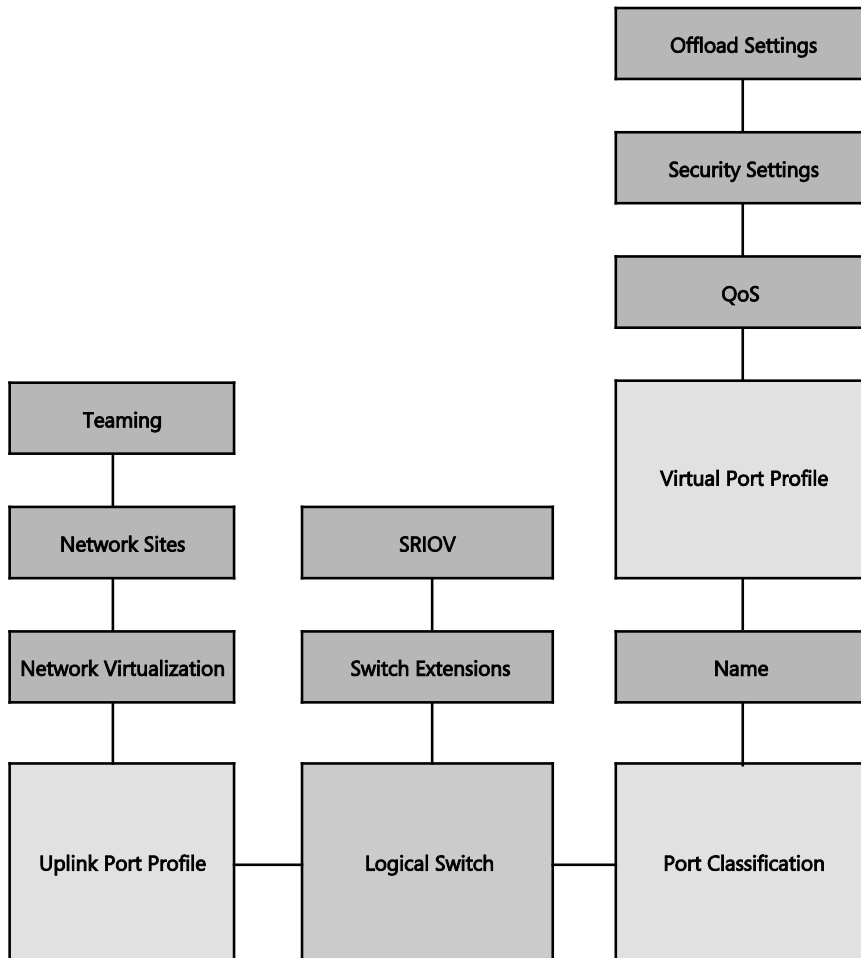 Offload Settings
Security Settings
QoS
Teaming
Virtual Port Profile
Network Sites
SRIOV
Network Virtualization
Switch Extensions
Name
Uplink Port Profile
Logical Switch
Port Classification